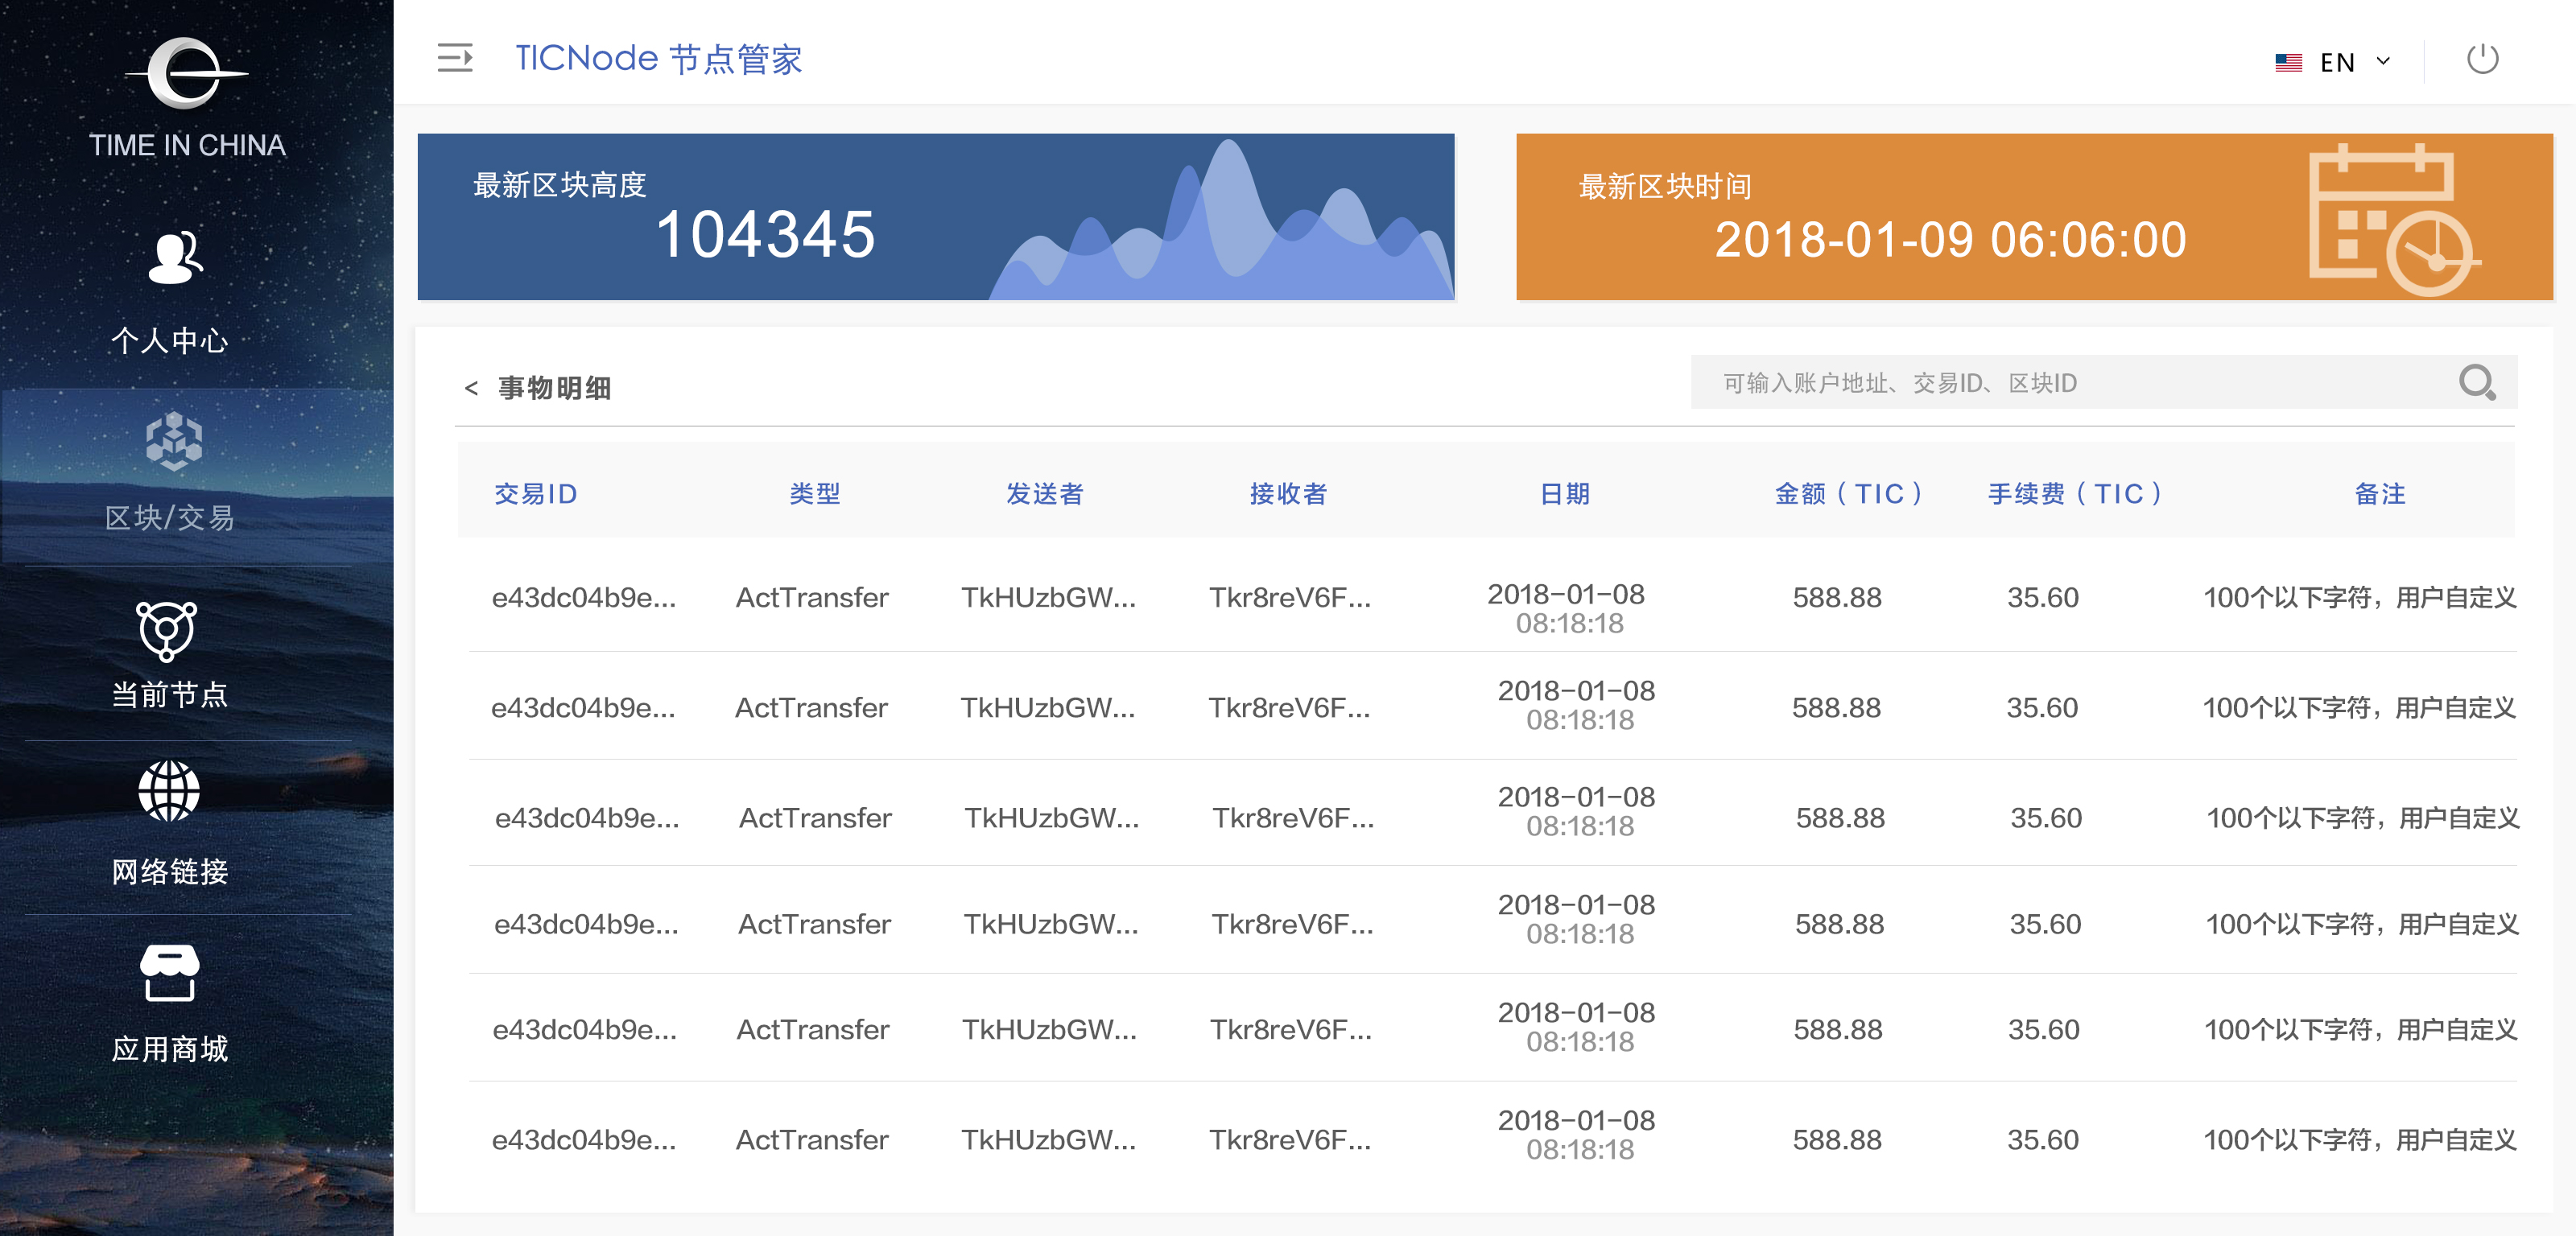 TIME IN CHINA
个人中心
区块/交易
当前节点
网络链接
应用商城
TICNode 节点管家
EN
最新区块高度
104345
最新区块时间
2018-01-09 06:06:00
< 事物明细
可输入账户地址、交易ID、区块ID
交易ID 类型 发送者 接收者 日期 金额（TIC） 手续费（TIC） 备注
e43dc04b9e... ActTransfer TkHUzbGW... Tkr8reV6F... 2018-01-08 588.88 35.60 100个以下字符，用户自定义
08:18:18
e43dc04b9e... ActTransfer TkHUzbGW... Tkr8reV6F... 2018-01-08 588.88 35.60 100个以下字符，用户自定义
08:18:18
e43dc04b9e... ActTransfer TkHUzbGW... Tkr8reV6F... 2018-01-08 588.88 35.60 100个以下字符，用户自定义
08:18:18
e43dc04b9e... ActTransfer TkHUzbGW... Tkr8reV6F... 2018-01-08 588.88 35.60 100个以下字符，用户自定义
08:18:18
e43dc04b9e... ActTransfer TkHUzbGW... Tkr8reV6F... 2018-01-08 588.88 35.60 100个以下字符，用户自定义
08:18:18
e43dc04b9e... ActTransfer TkHUzbGW... Tkr8reV6F... 2018-01-08 588.88 35.60 100个以下字符，用户自定义
08:18:18